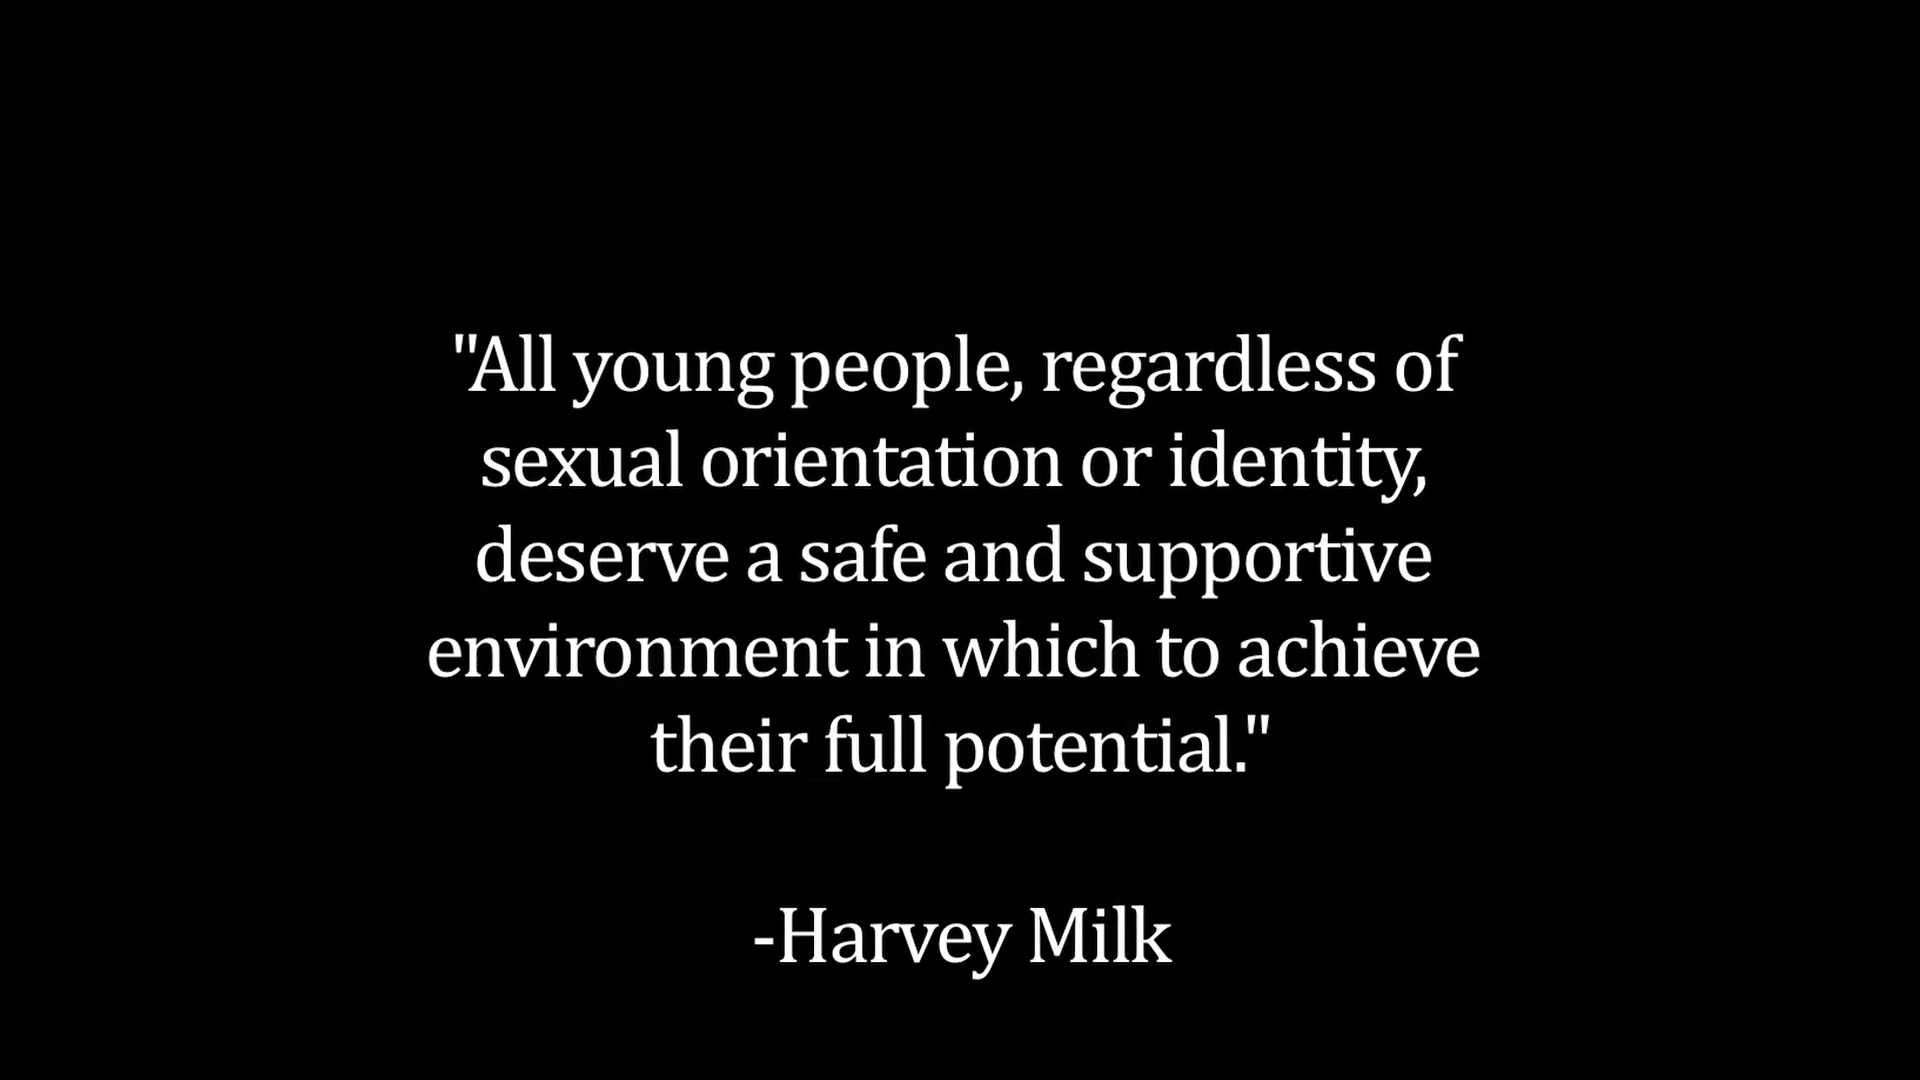 "All young people, regardless of
sexual orientation or identity,
deserve a safe and supportive
environment in which to achieve
their full potential."
-Harvey Milk